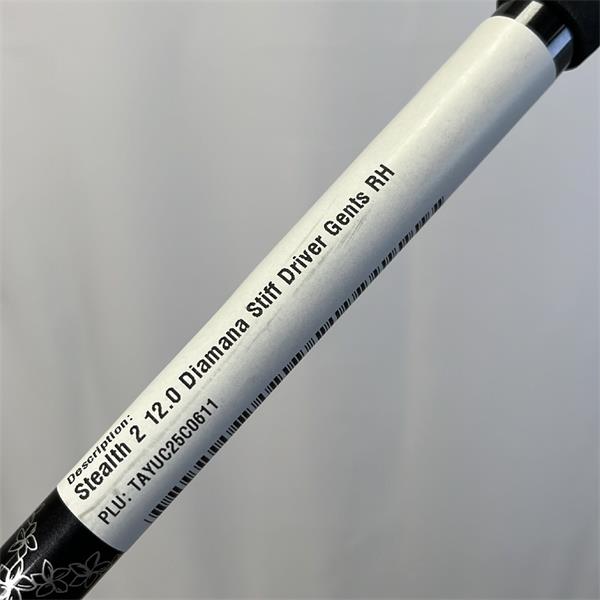 Description:
Stealth 2 12.0 Diamana Stiff Driver Gents RH
PLU: TAYUC25C0611